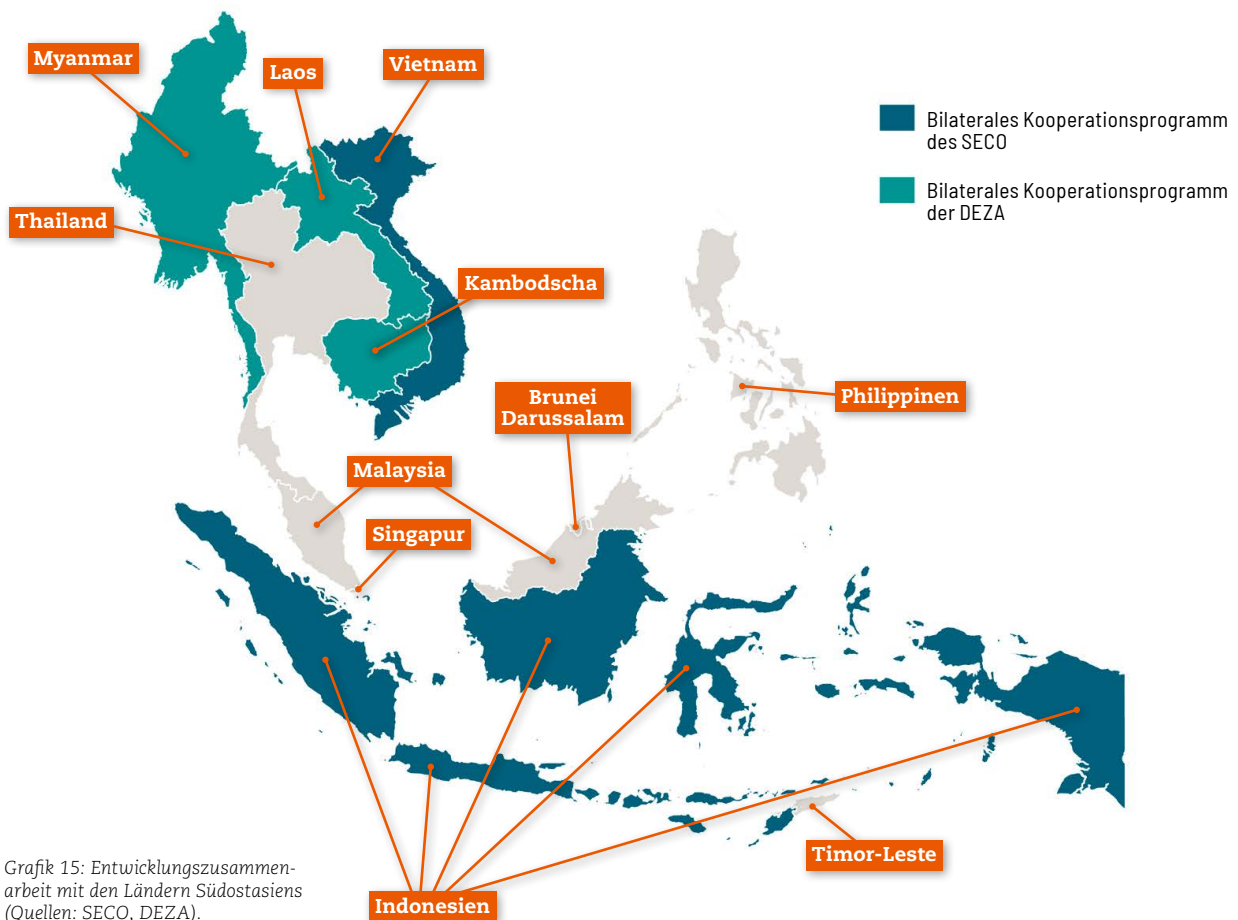 Myanmar
Laos
Vietnam
Bilaterales Kooperationsprogramm
des SECO
Bilaterales Kooperationsprogramm
der DEZA
Thailand
Kambodscha
Brunei
Darussalam
Philippinen
Malaysia
Singapur
Timor-Leste
Indonesien
Grafik 15: Entwicklungszusammen-
arbeit mit den Ländern Südostasiens
(Quellen: SECO, DEZA).